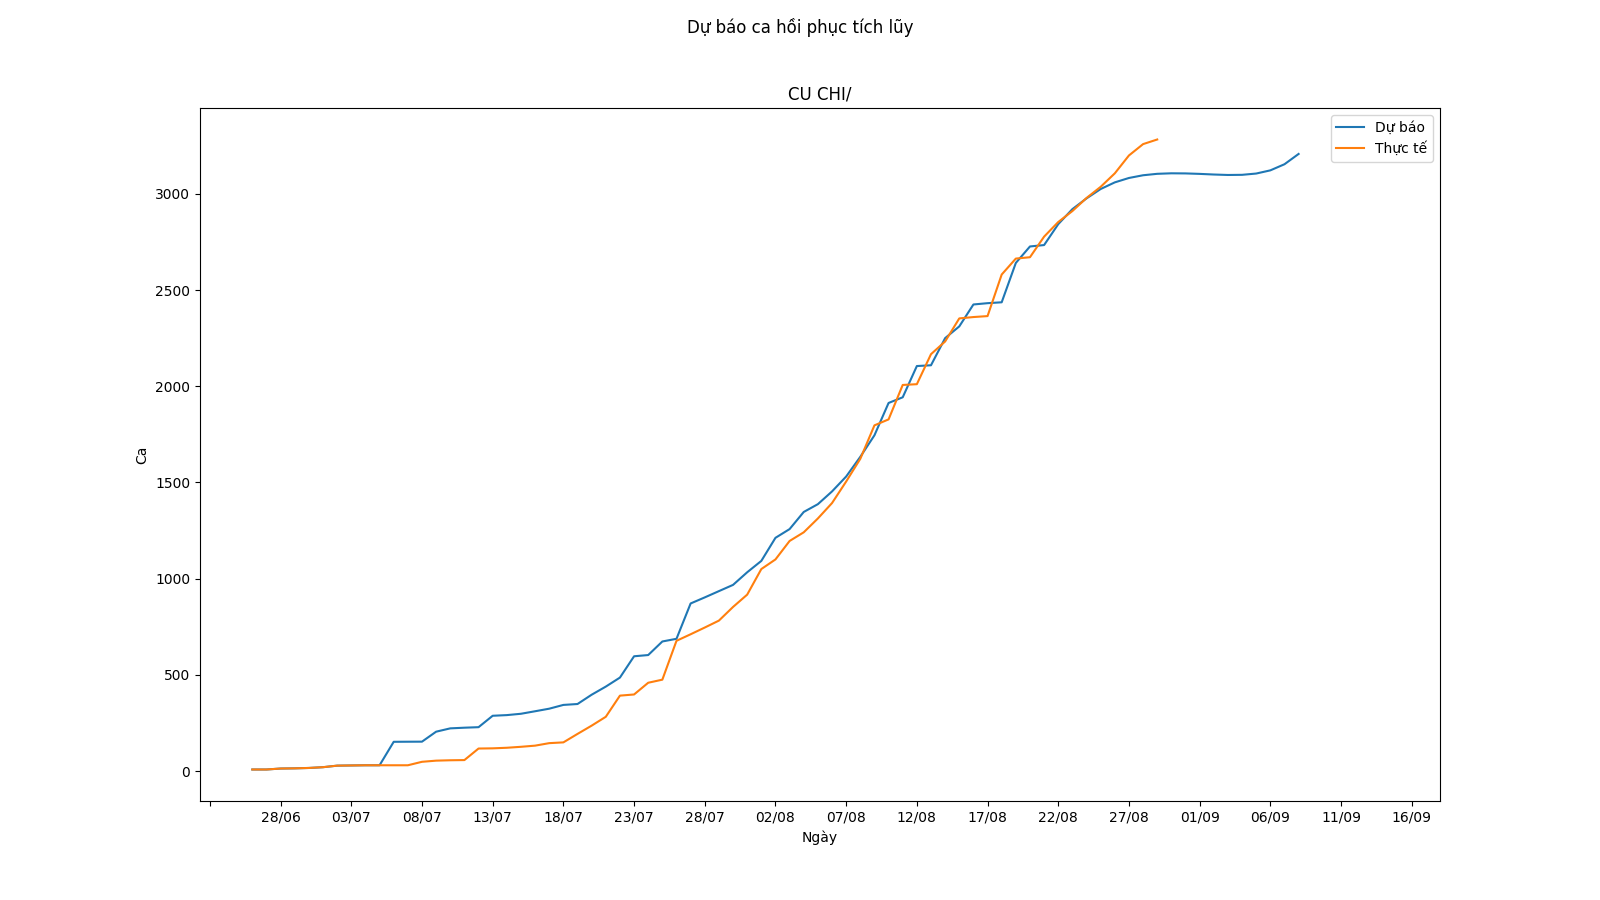 Dự báo ca hồi phục tích lũy
CU CHI/
Dự báo
Thực tế
3000
2500
2000
1500
1000
500
0
Ca
28/06 03/07 08/07 13/07 18/07 23/07 28/07 02/08 07/08 12/08 17/08 22/08 27/08 01/09 06/09 11/09 16/09
Ngày